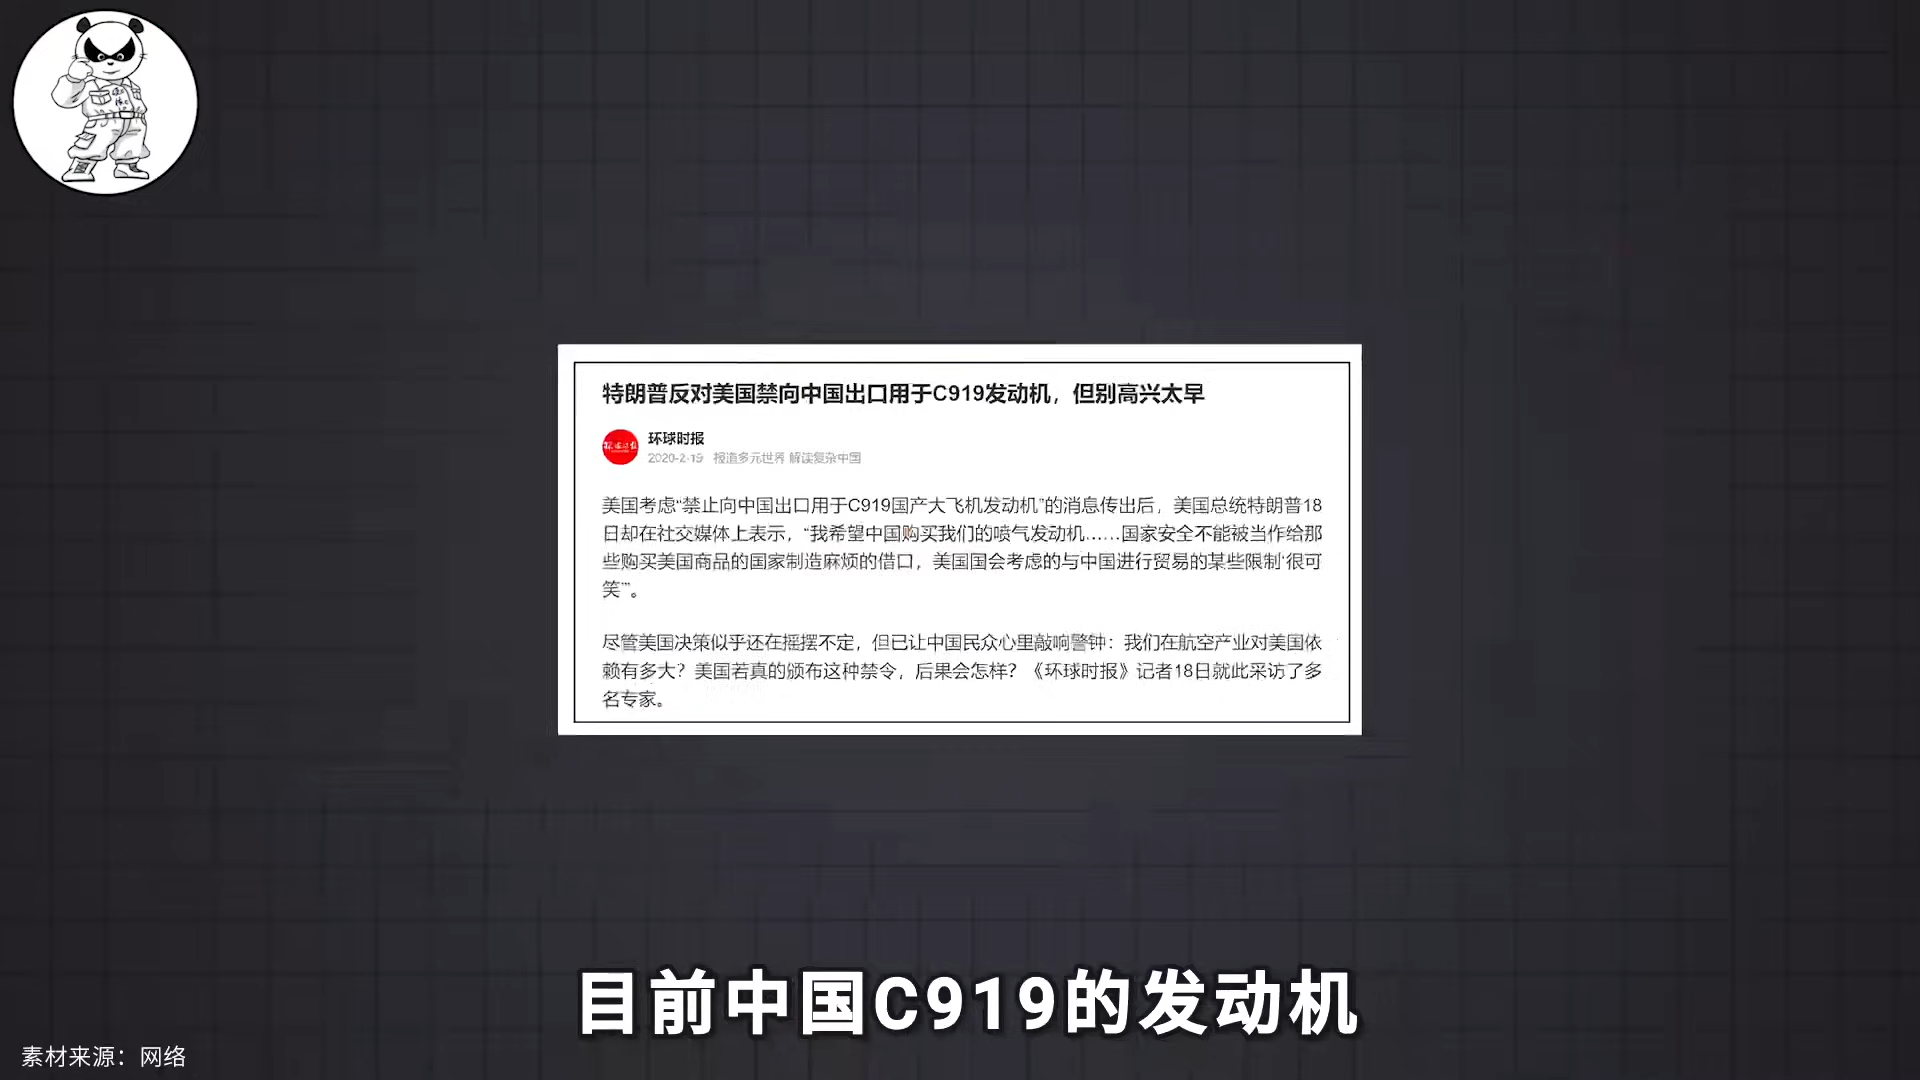 特朗普反对美国禁向中国出口用于C919发动机，但别高兴太早
环球时报
2020-2-19 报道多元世界 解读复杂中国
美国考虑“禁止向中国出口用于C919国产大飞机发动机”的消息传出后，美国总统特朗普18
日却在社交媒体上表示，“我希望中国购买我们的喷气发动机……国家安全不能被当作给那
些购买美国商品的国家制造麻烦的借口，美国国会考虑的与中国进行贸易的某些限制‘很可
笑’”。
尽管美国决策似乎还在摇摆不定，但已让中国民众心里敲响警钟：我们在航空产业对美国依
赖有多大？美国若真的颁布这种禁令，后果会怎样？《环球时报》记者18日就此采访了多
名专家。
目前中国C919的发动机
素材来源：网络